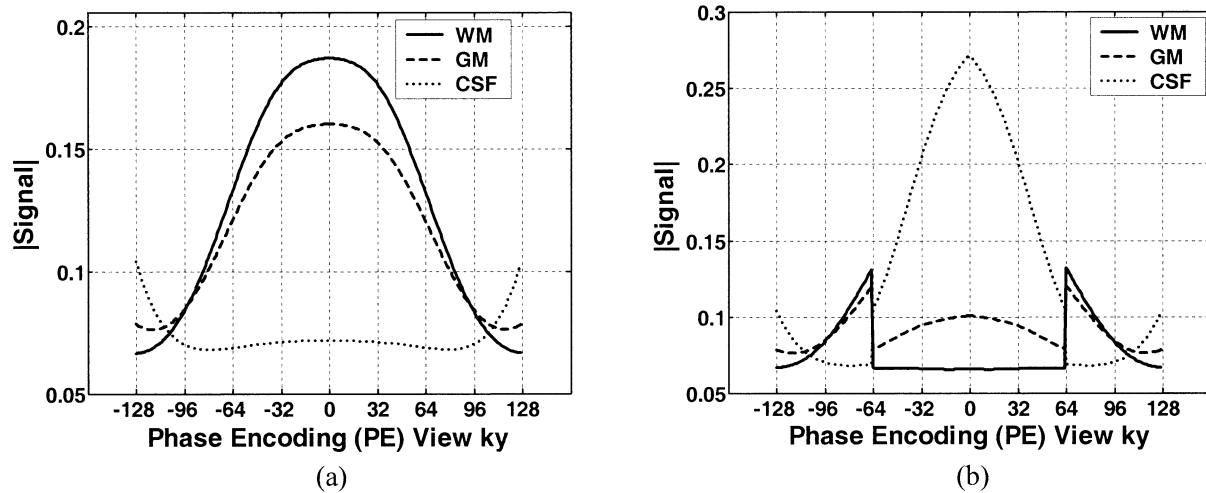 0.2
0.15
0.1
0.05
|Signal|
WM
GM
CSF
-128 -96 -64 -32 0 32 64 96 128
Phase Encoding (PE) View ky
(a)
0.3
0.25
0.2
0.15
0.1
0.05
|Signal|
WM
GM
CSF
-128 -96 -64 -32 0 32 64 96 128
Phase Encoding (PE) View ky
(b)